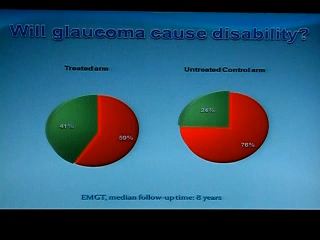 Will glaucoma cause disability?
Treated arm
Untreated Control arm
41%
59%
24%
76%
EMGT, median follow-up time: 8 years